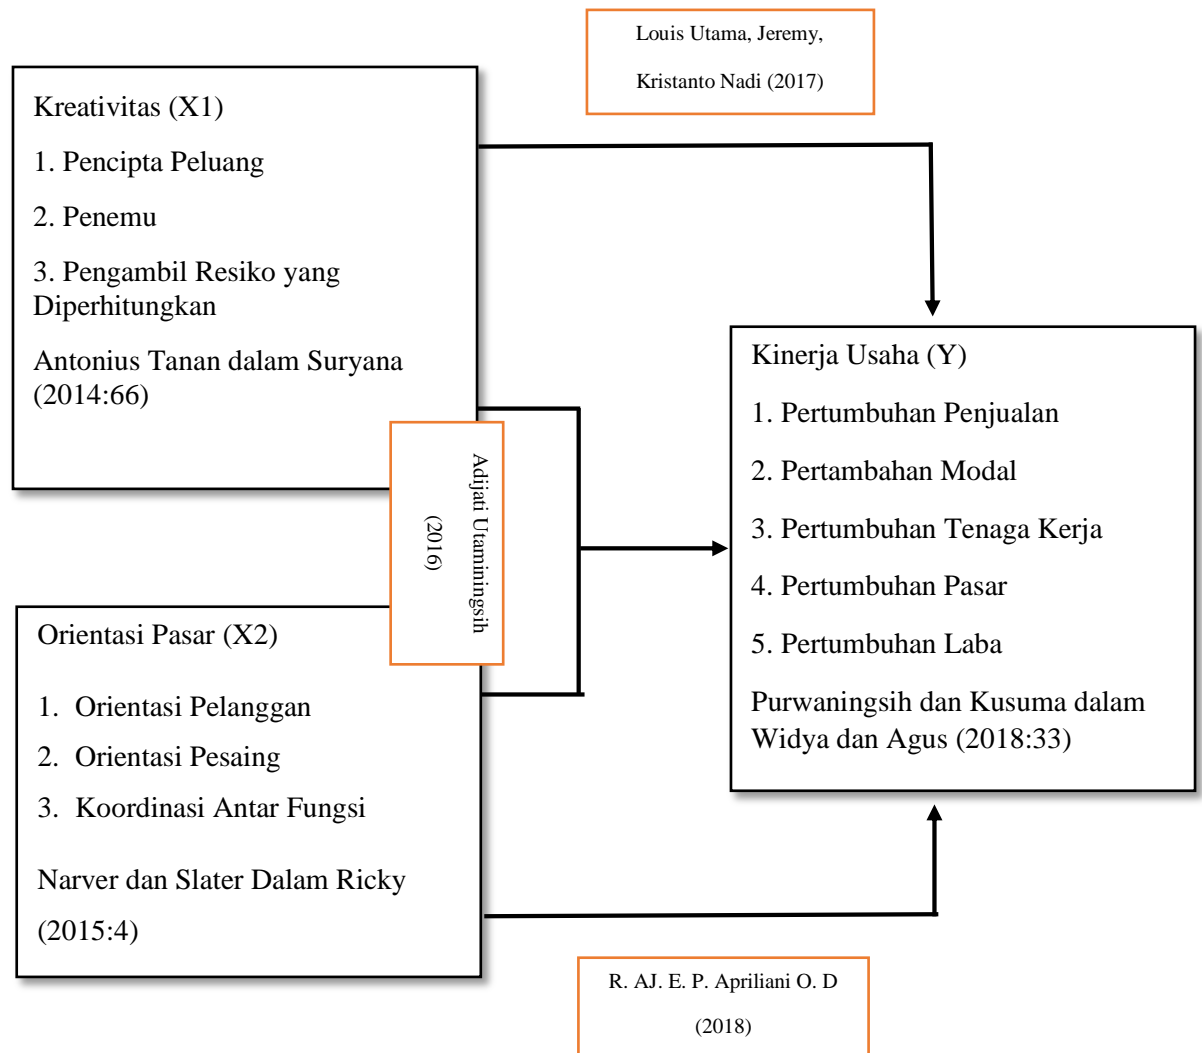 Louis Utama, Jeremy,
Kristanto Nadi (2017)
Kreativitas (X1)
1. Pencipta Peluang
2. Penemu
3. Pengambil Resiko yang
Diperhitungkan
Antonius Tanan dalam Suryana
(2014:66)
Adijati Utaminingsih
(2016)
Orientasi Pasar (X2)
1. Orientasi Pelanggan
2. Orientasi Pesaing
3. Koordinasi Antar Fungsi
Narver dan Slater Dalam Ricky
(2015:4)
Kinerja Usaha (Y)
1. Pertumbuhan Penjualan
2. Pertambahan Modal
3. Pertumbuhan Tenaga Kerja
4. Pertumbuhan Pasar
5. Pertumbuhan Laba
Purwaningsih dan Kusuma dalam
Widya dan Agus (2018:33)
R. AJ. E. P. Apriliani O. D
(2018)